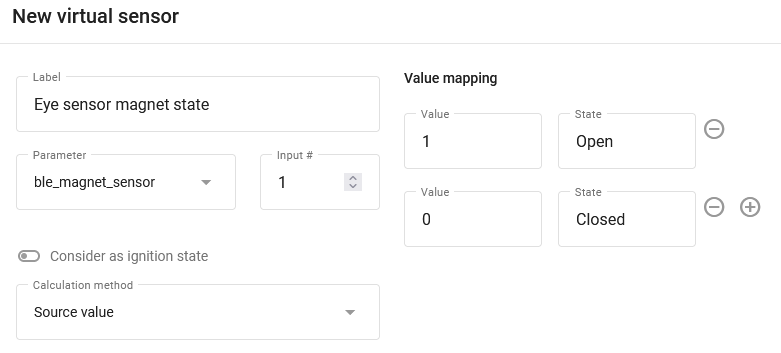 New virtual sensor
Label
Eye sensor magnet state
Parameter
ble_magnet_sensor
Input #
1
Consider as ignition state
Calculation method
Source value
Value mapping
Value
1
State
Open
Value
0
State
Closed